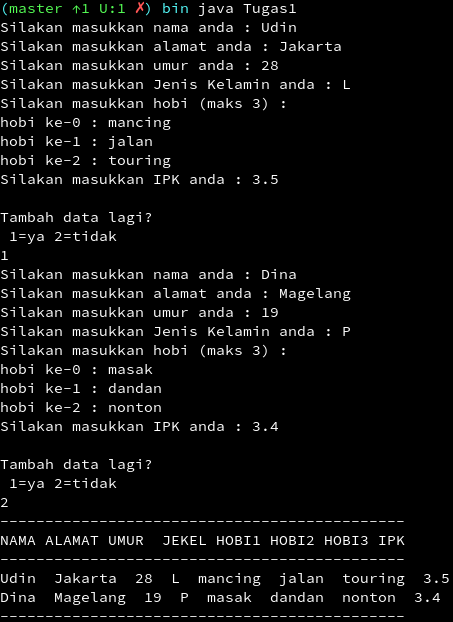 (master ↑1 U:1 ✗) bin java Tugas1
Silakan masukkan nama anda : Udin
Silakan masukkan alamat anda : Jakarta
Silakan masukkan umur anda : 28
Silakan masukkan Jenis Kelamin anda : L
Silakan masukkan hobi (maks 3) :
hobi ke-0 : mancing
hobi ke-1 : jalan
hobi ke-2 : touring
Silakan masukkan IPK anda : 3.5
Tambah data lagi?
1=ya 2=tidak
1
Silakan masukkan nama anda : Dina
Silakan masukkan alamat anda : Magelang
Silakan masukkan umur anda : 19
Silakan masukkan Jenis Kelamin anda : P
Silakan masukkan hobi (maks 3) :
hobi ke-0 : masak
hobi ke-1 : dandan
hobi ke-2 : nonton
Silakan masukkan IPK anda : 3.4
Tambah data lagi?
1=ya 2=tidak
2
---------------------------------------------
NAMA ALAMAT UMUR  JEKEL HOBI1 HOBI2 HOBI3 IPK
---------------------------------------------
Udin  Jakarta  28  L  mancing  jalan  touring  3.5
Dina  Magelang  19  P  masak  dandan  nonton  3.4
---------------------------------------------